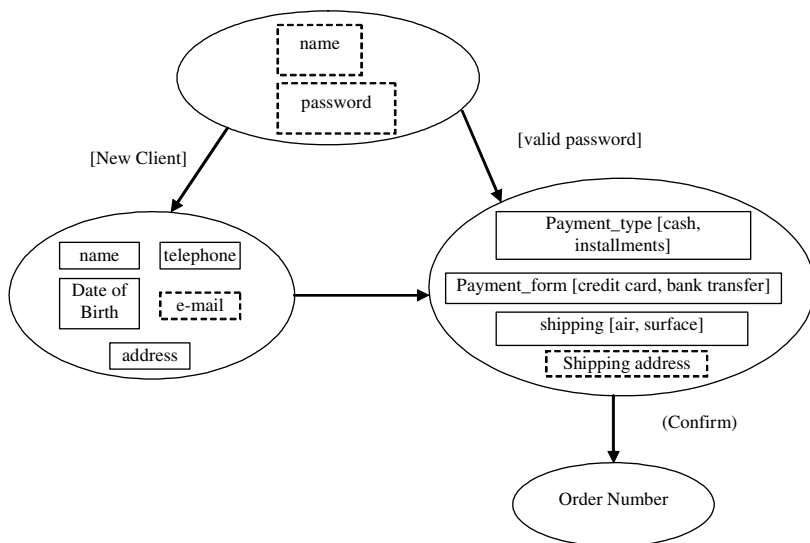 name
password
[New Client]
[valid password]
name
telephone
Date of
Birth
e-mail
address
Payment_type [cash,
installments]
Payment_form [credit card, bank transfer]
shipping [air, surface]
Shipping address
(Confirm)
Order Number